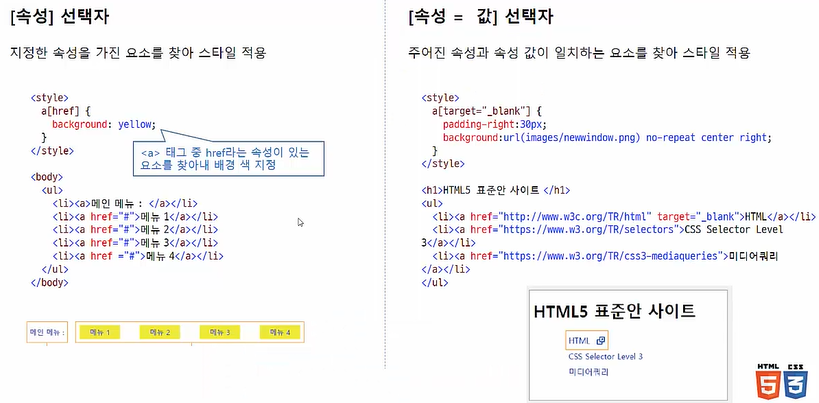 [속성] 선택자
지정한 속성을 가진 요소를 찾아 스타일 적용
<style>
a[href] {
background: yellow;
}
</style>
<a> 태그 중 href라는 속성이 있는
요소를 찾아내 배경 색 지정
<body>
<ul>
<li><a>메인 메뉴 : </a></li>
<li><a href="#">메뉴 1</a></li>
<li><a href="#">메뉴 2</a></li>
<li><a href="#">메뉴 3</a></li>
<li><a href ="#">메뉴 4</a></li>
</ul>
</body>
메인 메뉴 : 메뉴 1 메뉴 2 메뉴 3 메뉴 4
[속성 = 값] 선택자
주어진 속성과 속성 값이 일치하는 요소를 찾아 스타일 적용
<style>
a[target="_blank"] {
padding-right:30px;
background:url(images/newwindow.png) no-repeat center right;
}
</style>
<h1>HTML5 표준안 사이트 </h1>
<ul>
<li><a href="http://www.w3c.org/TR/html" target="_blank">HTML</a></li>
<li><a href="https://www.w3.org/TR/selectors">CSS Selector Level
3</a></li>
<li><a href="https://www.w3.org/TR/css3-mediaqueries">미디어쿼리
</a></li>
</ul>
HTML5 표준안 사이트
HTML
CSS Selector Level 3
미디어쿼리
HTML CSS
5 3